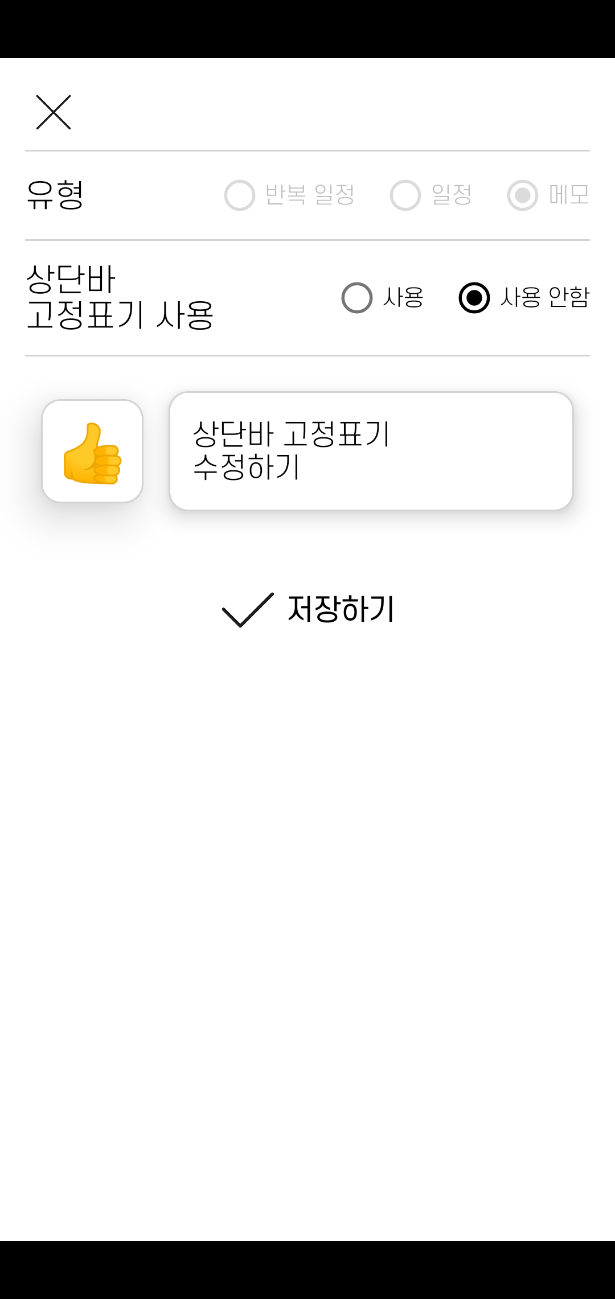 유형
반복 일정
일정
메모
상단바
고정표기 사용
사용
사용 안함
상단바 고정표기
수정하기
저장하기